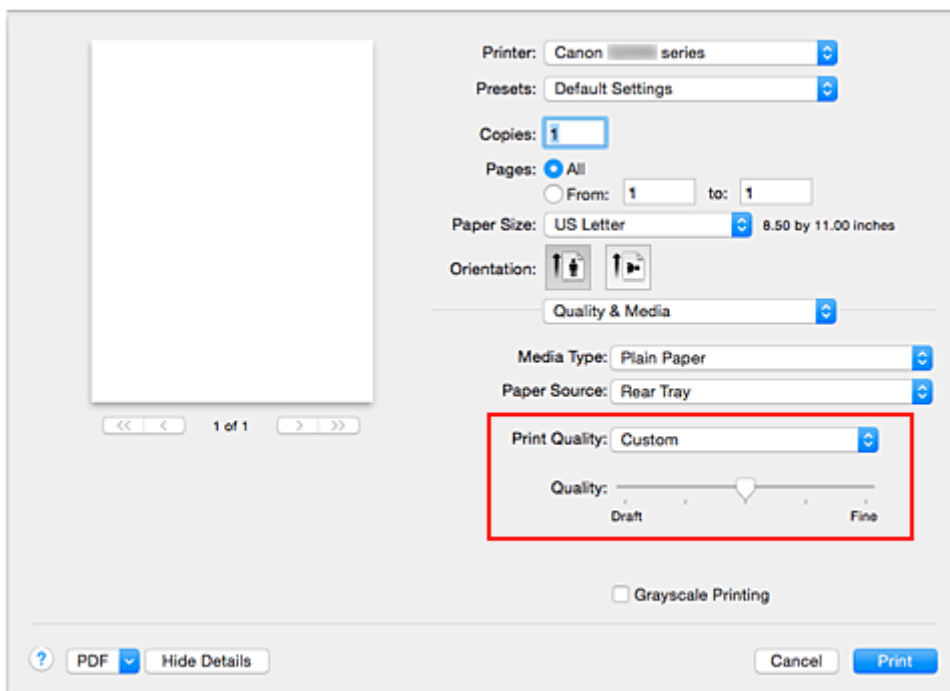 Printer: Canon series
Presets: Default Settings
Copies: 1
Pages: All
From: 1 to: 1
Paper Size: US Letter 8.50 by 11.00 inches
Orientation:
Quality & Media
Media Type: Plain Paper
Paper Source: Rear Tray
<< < 1 of 1 > >>
Print Quality: Custom
Quality:
Draft Fine
Grayscale Printing
? PDF Hide Details Cancel Print